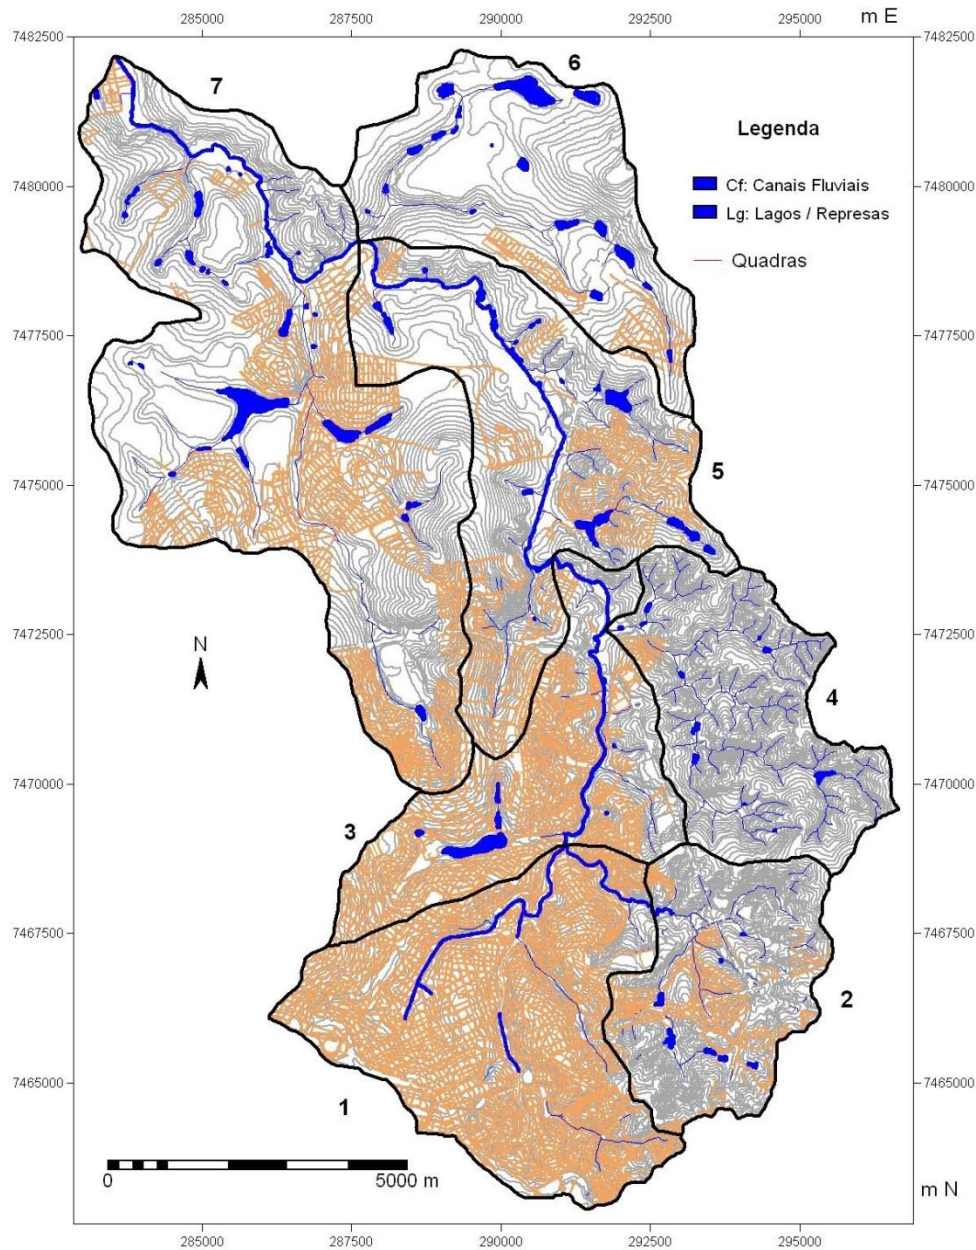 285000 287500 290000 292500 295000 m E
7482500 7482500
6
7
Legenda
Cf: Canais Fluviais
7480000 7480000
Lg: Lagos / Represas
Quadras
7477500 7477500
5
7475000 7475000
N
7472500 7472500
4
7470000 7470000
3
7467500 7467500
2
7465000 7465000
1
0 5000 m
m N
285000 287500 290000 292500 295000